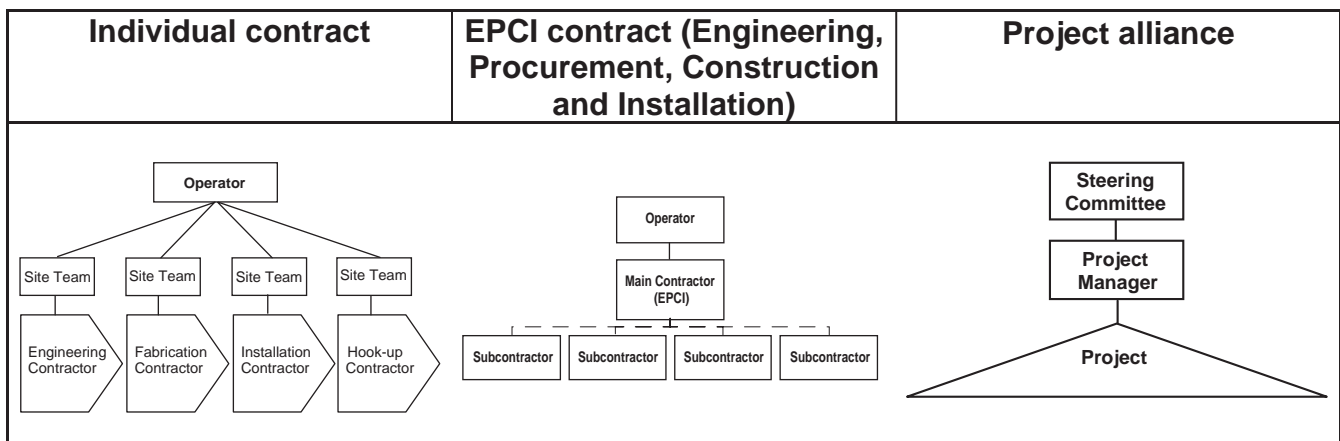 Individual contract
EPCI contract (Engineering,
Procurement, Construction
and Installation)
Project alliance
Operator
Site Team
Site Team
Site Team
Site Team
Engineering
Contractor
Fabrication
Contractor
Installation
Contractor
Hook-up
Contractor
Operator
Main Contractor
(EPCI)
Subcontractor
Subcontractor
Subcontractor
Subcontractor
Steering
Committee
Project
Manager
Project